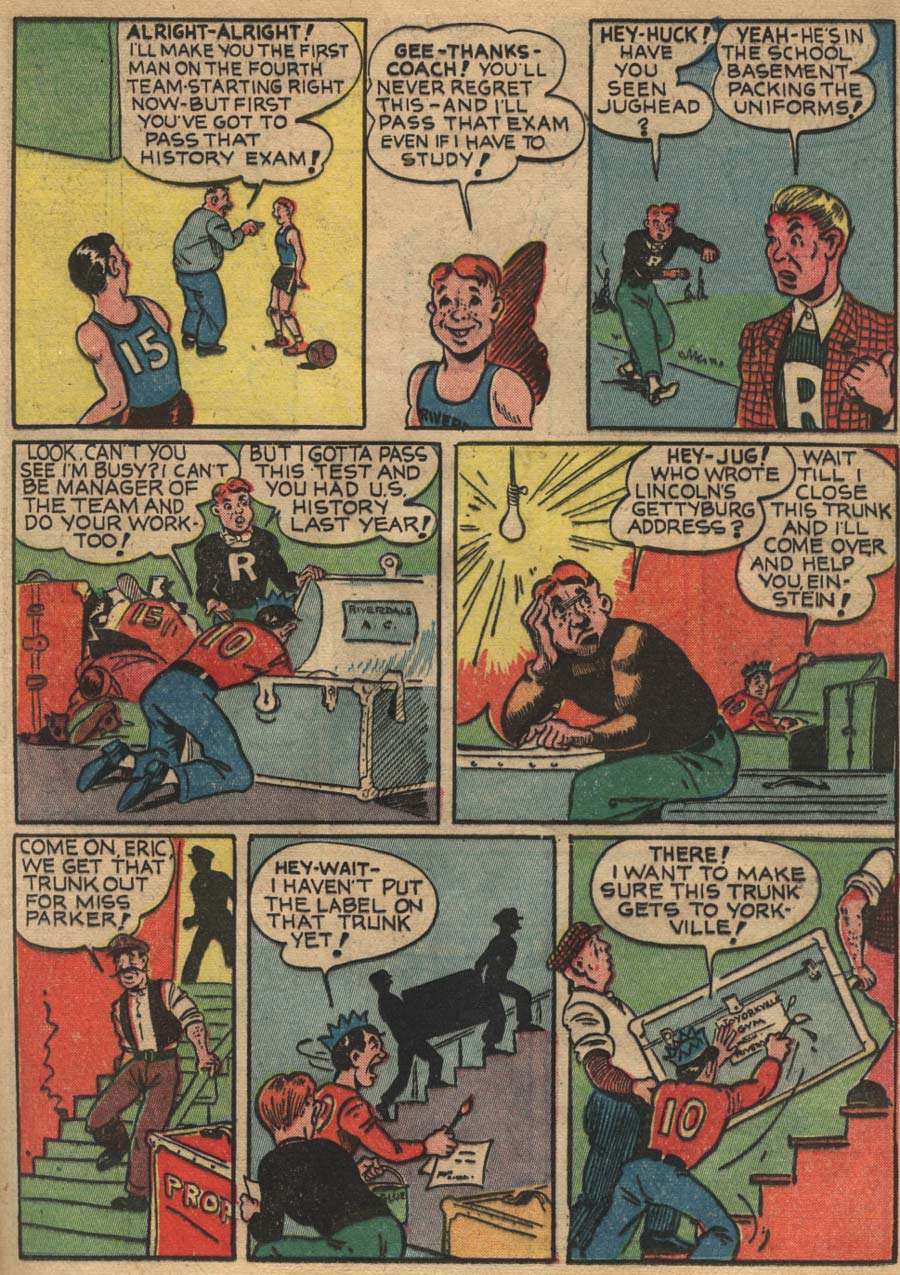 ALRIGHT-ALRIGHT!
I'LL MAKE YOU THE FIRST
MAN ON THE FOURTH
TEAM-STARTING RIGHT
NOW-BUT FIRST
YOU'VE GOT TO
PASS THAT
HISTORY EXAM!
15
GEE-THANKS-
COACH! YOU'LL
NEVER REGRET
THIS-AND I'LL
PASS THAT EXAM
EVEN IF I HAVE TO
STUDY!
HEY-HUCK!
HAVE
YOU
SEEN
JUGHEAD
?
R
YEAH-HE'S IN
THE SCHOOL
BASEMENT
PACKING THE
UNIFORMS!
R
LOOK. CAN'T YOU
SEE I'M BUSY? I CAN'T
BE MANAGER OF
THE TEAM AND
DO YOUR WORK-
TOO!
BUT I GOTTA PASS
THIS TEST AND
YOU HAD U.S.
HISTORY
LAST YEAR!
R
15
10
RIVERDALE
A.C.
HEY-JUG!
WHO WROTE
LINCOLN'S
GETTYBURG
ADDRESS?
WAIT
TILL I
CLOSE
THIS TRUNK
AND I'LL
COME OVER
AND HELP
YOU, EIN-
STEIN!
COME ON, ERIC,
WE GET THAT
TRUNK OUT
FOR MISS
PARKER!
PROP
HEY-WAIT-
I HAVEN'T PUT
THE LABEL ON
THAT TRUNK
YET!
GLUE
THERE!
I WANT TO MAKE
SURE THIS TRUNK
GETS TO YORK-
VILLE!
TO YORKVILLE
GYM
10